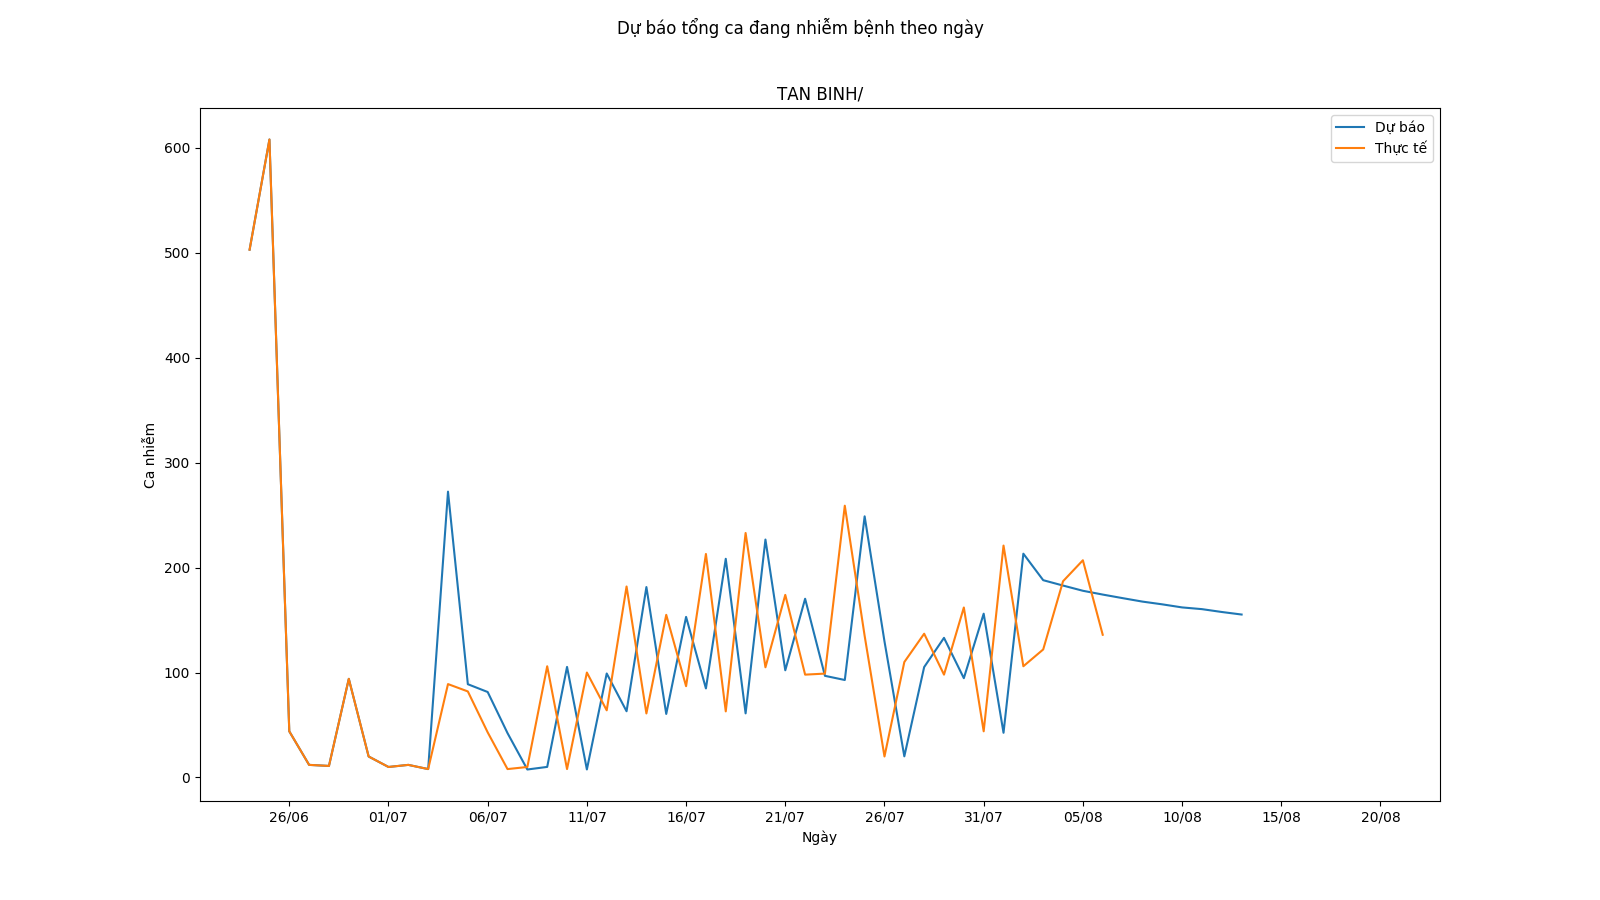 Dự báo tổng ca đang nhiễm bệnh theo ngày
TAN BINH/
Dự báo
Thực tế
600
500
400
300
200
100
0
Ca nhiễm
26/06 01/07 06/07 11/07 16/07 21/07 26/07 31/07 05/08 10/08 15/08 20/08
Ngày